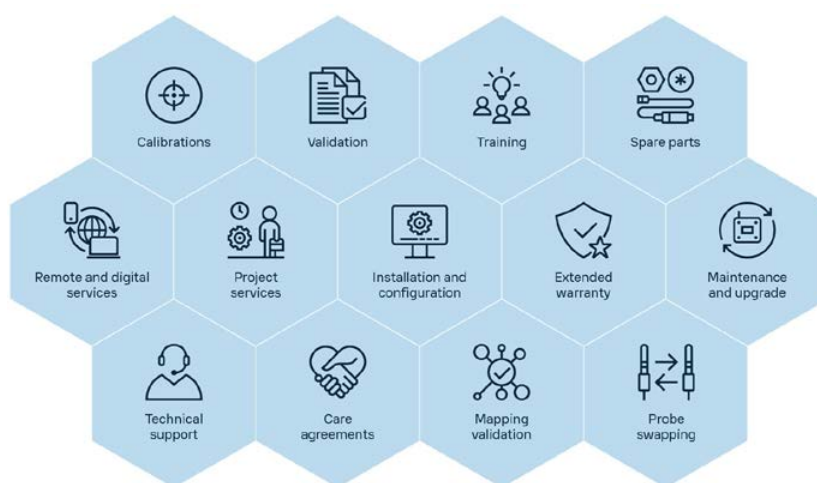 Calibrations
Validation
Training
Spare parts
Remote and digital
services
Project
services
Installation and
configuration
Extended
warranty
Maintenance
and upgrade
Technical
support
Care
agreements
Mapping
validation
Probe
swapping